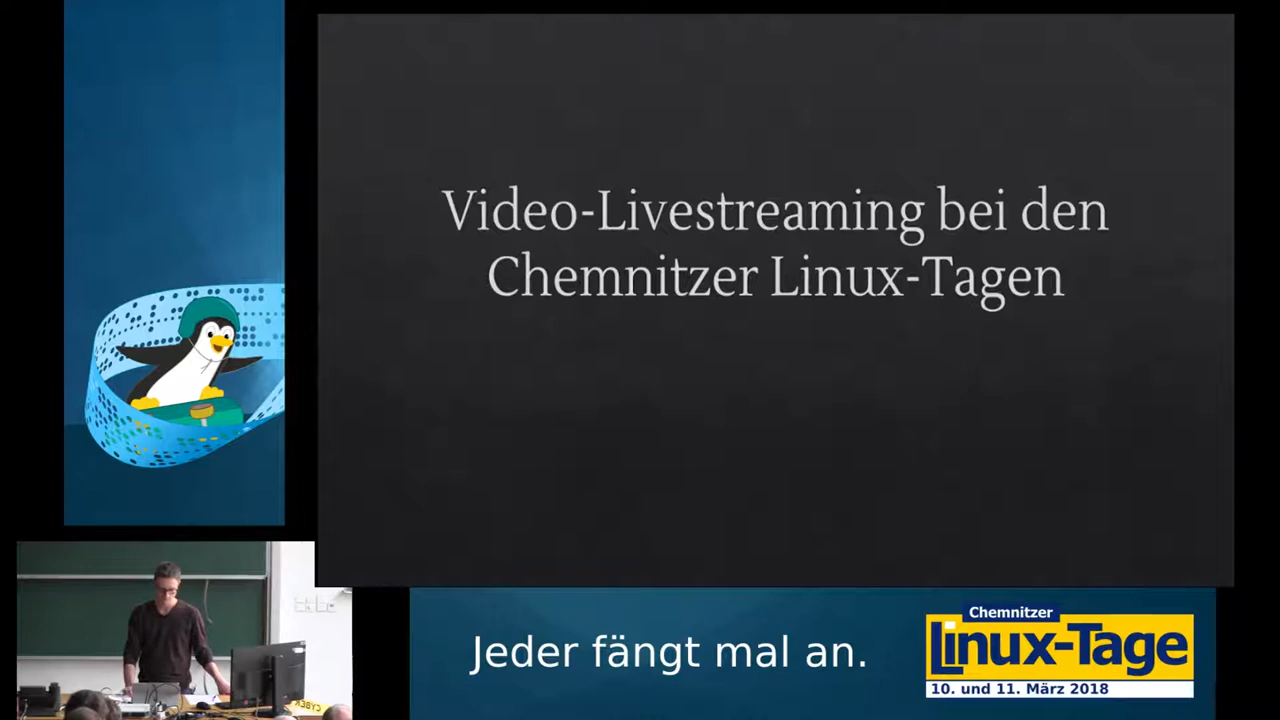 Video-Livestreaming bei den
Chemnitzer Linux-Tagen
Jeder fängt mal an.
Chemnitzer
Linux-Tage
10. und 11. März 2018
CYBER